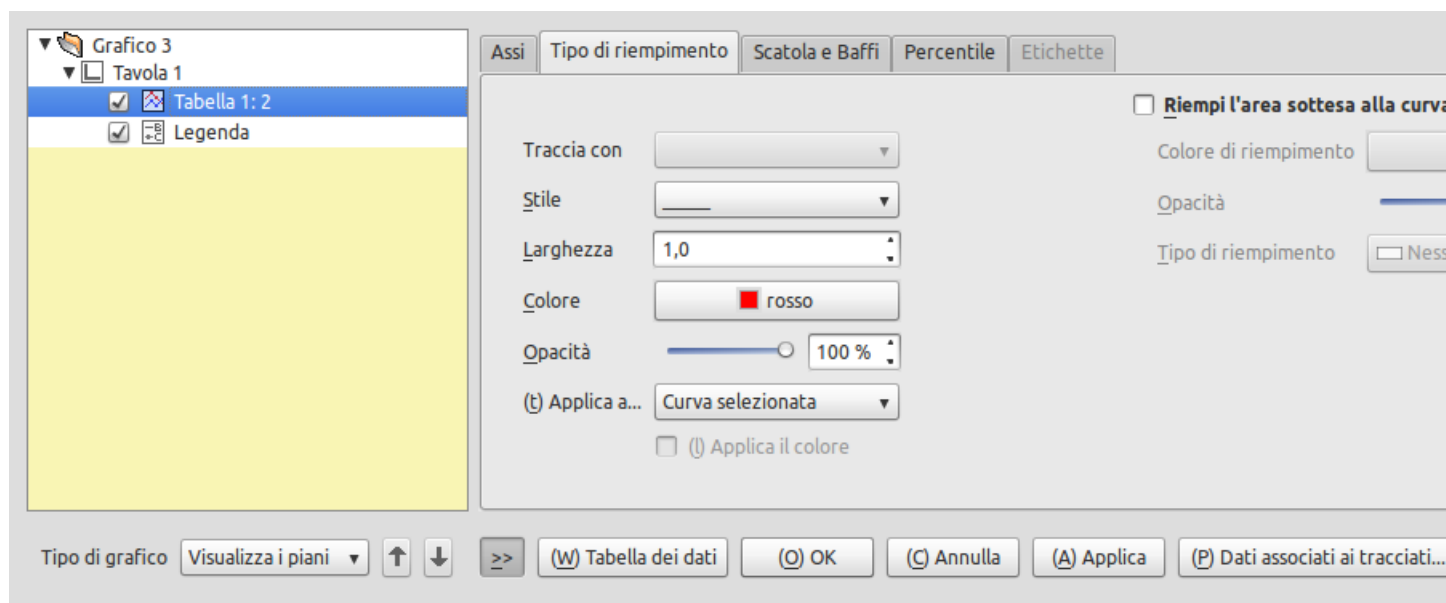 Grafico 3
Tavola 1
Tabella 1: 2
Legenda
Assi
Tipo di riempimento
Scatola e Baffi
Percentile
Etichette
Traccia con
Stile
Larghezza
1,0
Colore
rosso
Opacità
100 %
(t) Applica a...
Curva selezionata
(l) Applica il colore
Riempi l'area sottesa alla curva
Colore di riempimento
Opacità
Tipo di riempimento
Tipo di grafico
Visualizza i piani
>>
(W) Tabella dei dati
(O) OK
(C) Annulla
(A) Applica
(P) Dati associati ai tracciati...